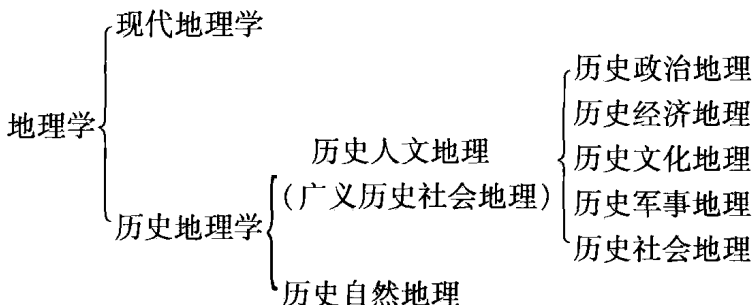 现代地理学
地理学
历史地理学
历史人文地理
(广义历史社会地理)
历史自然地理
历史政治地理
历史经济地理
历史文化地理
历史军事地理
历史社会地理